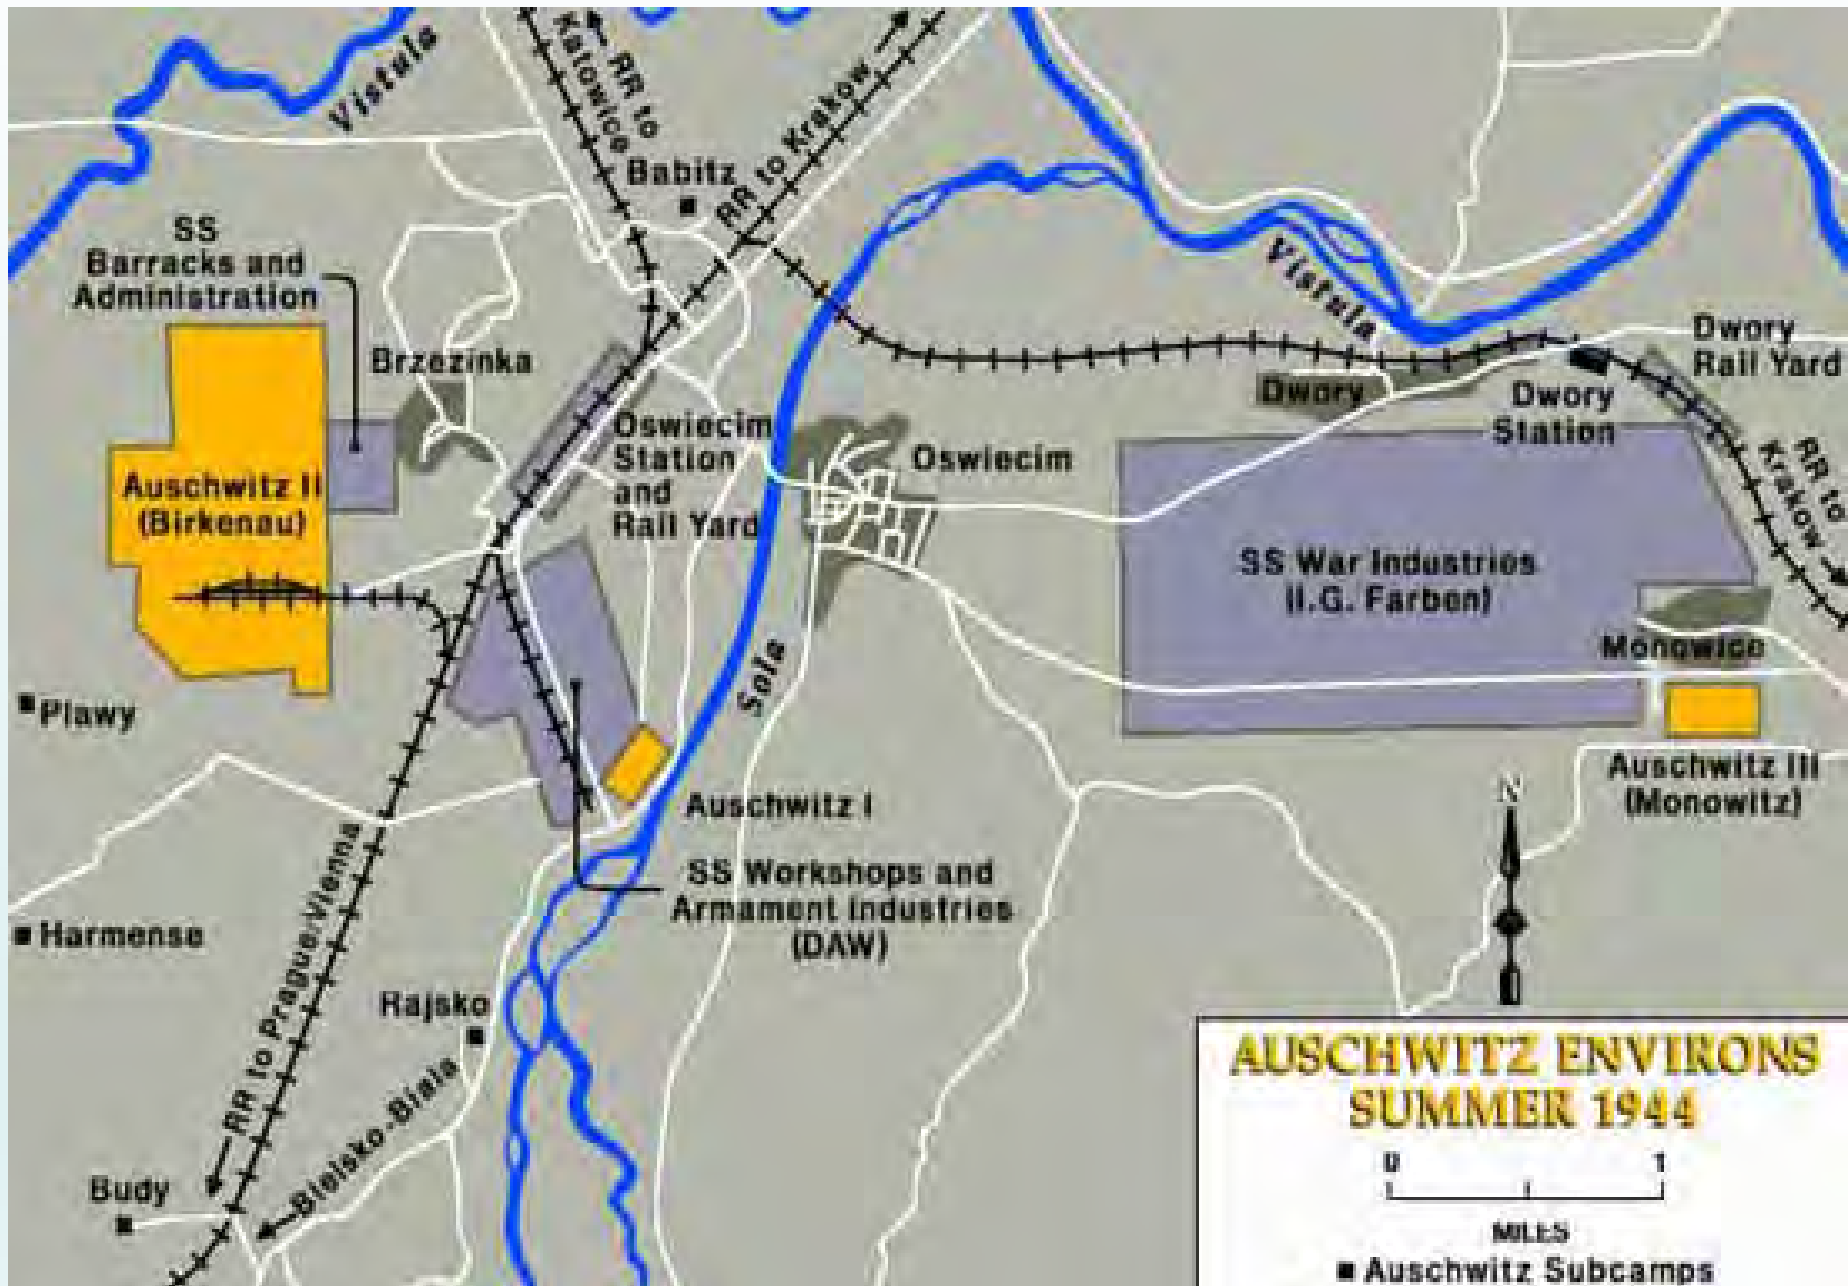 Vistula
RR to
Katowice
RR to Krakow
Babitz
SS
Barracks and
Administration
Brzezinka
Auschwitz II
(Birkenau)
Oswiecim
Station
and
Rail Yard
Oswiecim
Vistula
Dwory
Dwory
Station
Dwory
Rail Yard
RR to
Krakow
SS War Industries
(I.G. Farben)
Monowice
Auschwitz III
(Monowitz)
Sola
Plawy
Auschwitz I
SS Workshops and
Armament Industries
(DAW)
Harmense
RR to Prague/Vienna
Rajsko
Bielsko-Biala
Budy
N
AUSCHWITZ ENVIRONS
SUMMER 1944
0 1
MILES
Auschwitz Subcamps